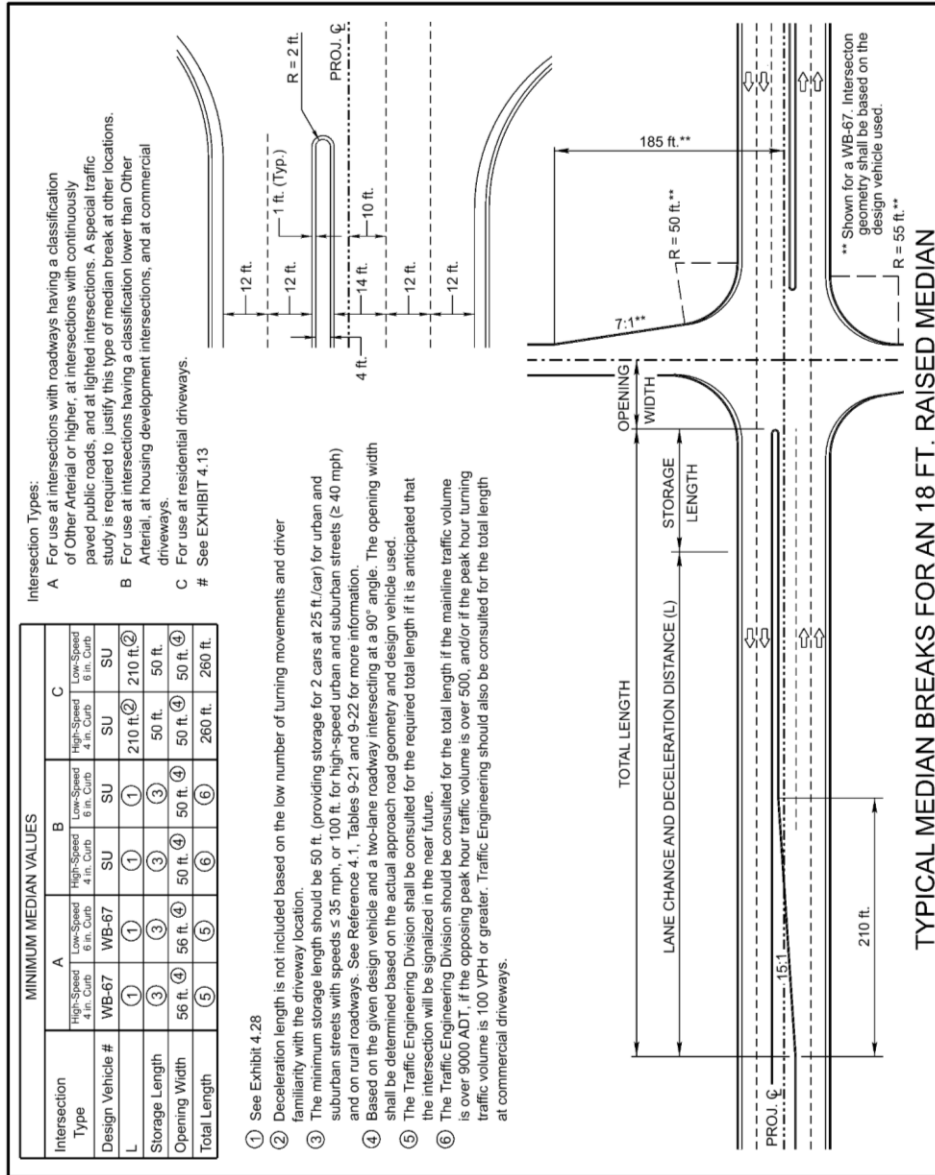 MINIMUM MEDIAN VALUES
Intersection Type A B C
High-Speed 4 in. Curb Low-Speed 6 in. Curb High-Speed 4 in. Curb Low-Speed 6 in. Curb High-Speed 4 in. Curb Low-Speed 6 in. Curb
Design Vehicle # WB-67 WB-67 SU SU SU SU
L ① ① ① ① 210 ft.② 210 ft.②
Storage Length ③ ③ ③ ③ 50 ft. 50 ft.
Opening Width 56 ft. ④ 56 ft. ④ 50 ft. ④ 50 ft. ④ 50 ft. ④ 50 ft. ④
Total Length ⑤ ⑤ ⑥ ⑥ 260 ft. 260 ft.
Intersection Types:
A For use at intersections with roadways having a classification
of Other Arterial or higher, at intersections with continuously
paved public roads, and at lighted intersections. A special traffic
study is required to justify this type of median break at other locations.
B For use at intersections having a classification lower than Other
Arterial, at housing development intersections, and at commercial
driveways.
C For use at residential driveways.
# See EXHIBIT 4.13
① See Exhibit 4.28
② Deceleration length is not included based on the low number of turning movements and driver
familiarity with the driveway location.
③ The minimum storage length should be 50 ft. (providing storage for 2 cars at 25 ft./car) for urban and
suburban streets with speeds ≤ 35 mph, or 100 ft. for high-speed urban and suburban streets (≥ 40 mph)
and on rural roadways. See Reference 4.1, Tables 9-21 and 9-22 for more information.
④ Based on the given design vehicle and a two-lane roadway intersecting at a 90° angle. The opening width
shall be determined based on the actual approach road geometry and design vehicle used.
⑤ The Traffic Engineering Division shall be consulted for the required total length if it is anticipated that
the intersection will be signalized in the near future.
⑥ The Traffic Engineering Division should be consulted for the total length if the mainline traffic volume
is over 9000 ADT, if the opposing peak hour traffic volume is over 500, and/or if the peak hour turning
traffic volume is 100 VPH or greater. Traffic Engineering should also be consulted for the total length
at commercial driveways.
12 ft.
12 ft.
4 ft.
14 ft.
12 ft.
12 ft.
1 ft. (Typ.)
10 ft.
R = 2 ft.
PROJ. ℄
TOTAL LENGTH
OPENING
WIDTH
LANE CHANGE AND DECELERATION DISTANCE (L)
STORAGE
LENGTH
7:1**
185 ft.**
R = 50 ft.**
PROJ. ℄
15:1
210 ft.
R = 55 ft.**
** Shown for a WB-67. Intersecton
geometry shall be based on the
design vehicle used.
TYPICAL MEDIAN BREAKS FOR AN 18 FT. RAISED MEDIAN